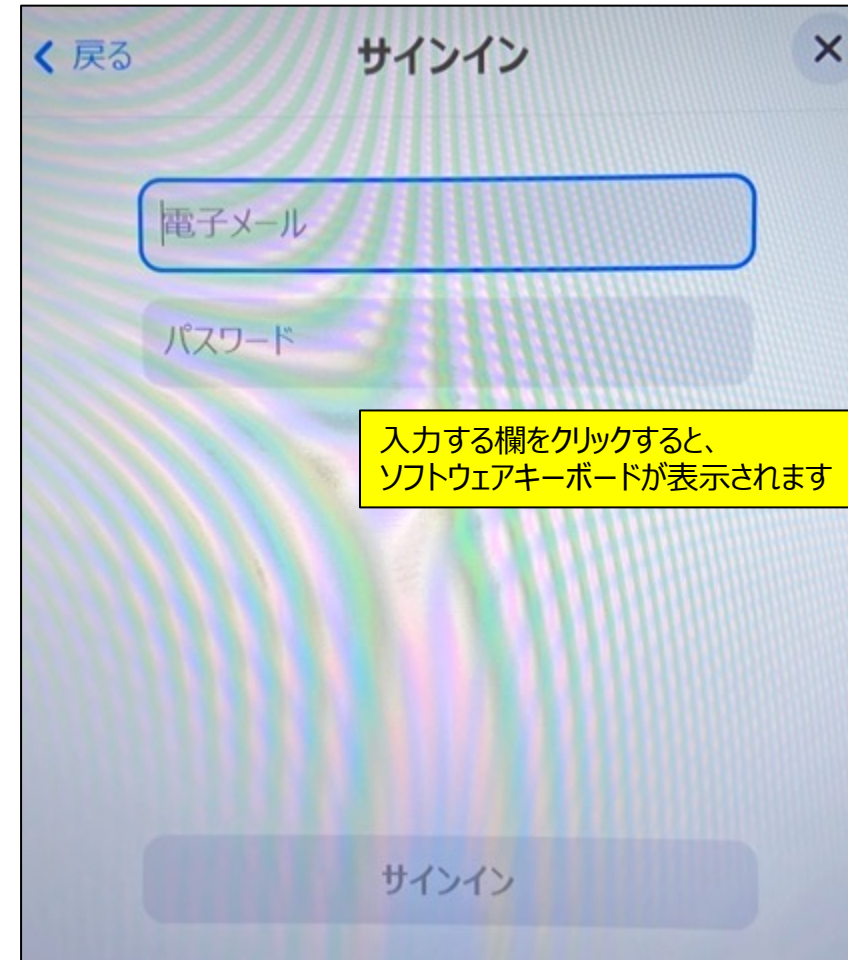 戻る
サインイン
×
電子メール
パスワード
入力する欄をクリックすると、
ソフトウェアキーボードが表示されます
サインイン